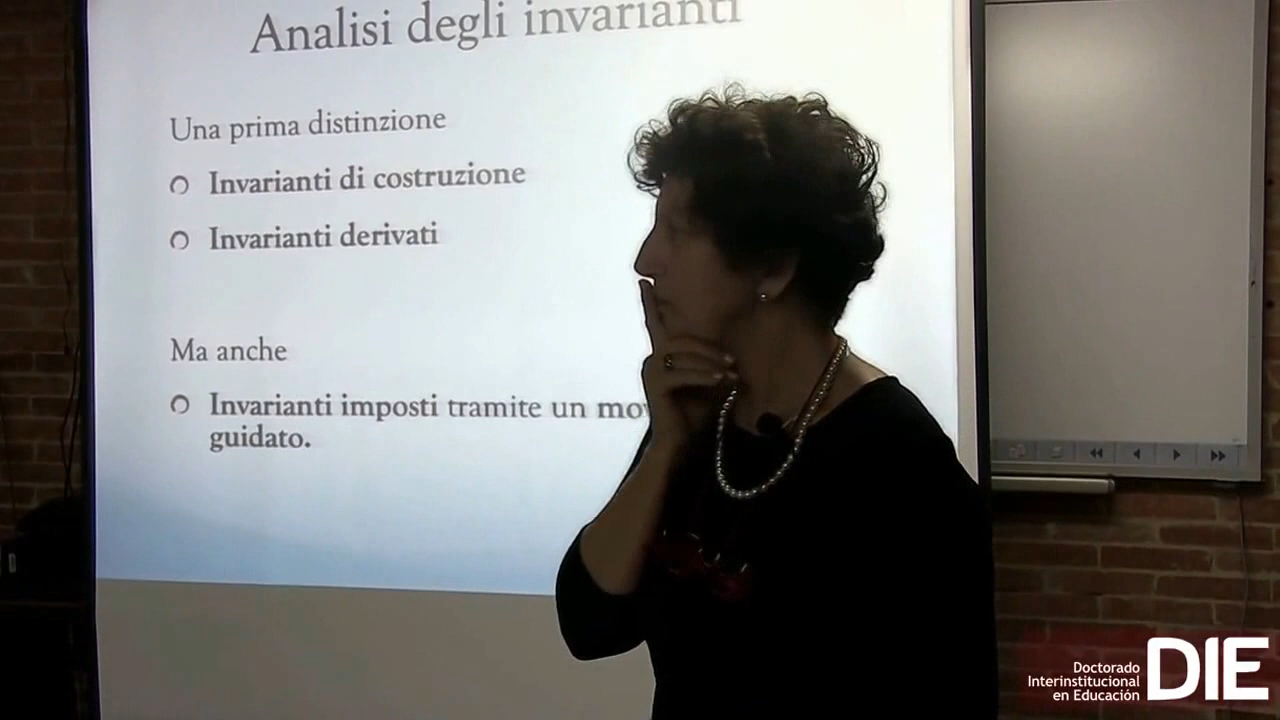 Analisi degli invarianti
Una prima distinzione
Invarianti di costruzione
Invarianti derivati
Ma anche
Invarianti imposti tramite un
guidato.
Doctorado
Interinstitucional
en Educación
DIE